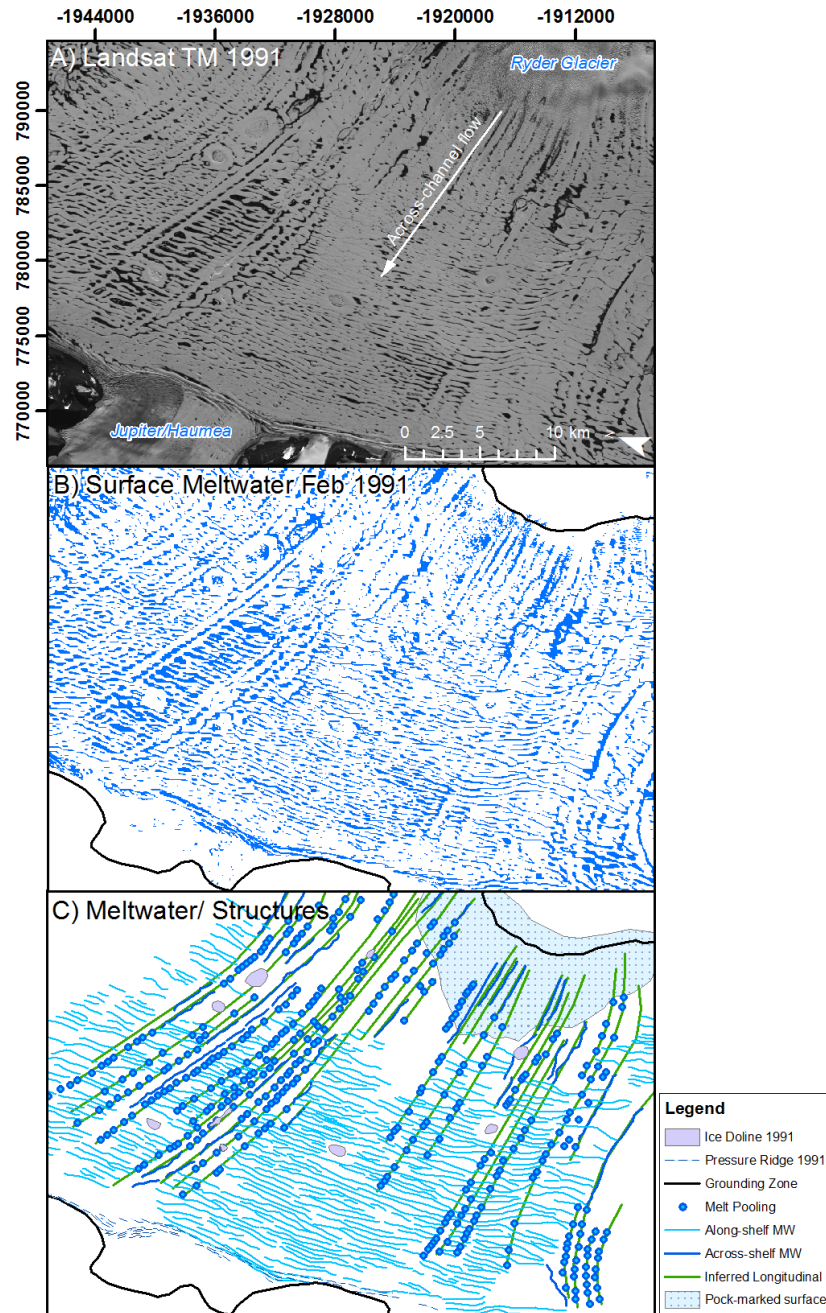 -1944000 -1936000 -1928000 -1920000 -1912000
A) Landsat TM 1991
Ryder Glacier
790000
785000
780000
775000
770000
Across-channel flow
Jupiter/Haumea
0 2.5 5 10 km
B) Surface Meltwater Feb 1991
C) Meltwater/ Structures
Legend
Ice Doline 1991
Pressure Ridge 1991
Grounding Zone
Melt Pooling
Along-shelf MW
Across-shelf MW
Inferred Longitudinal
Pock-marked surface